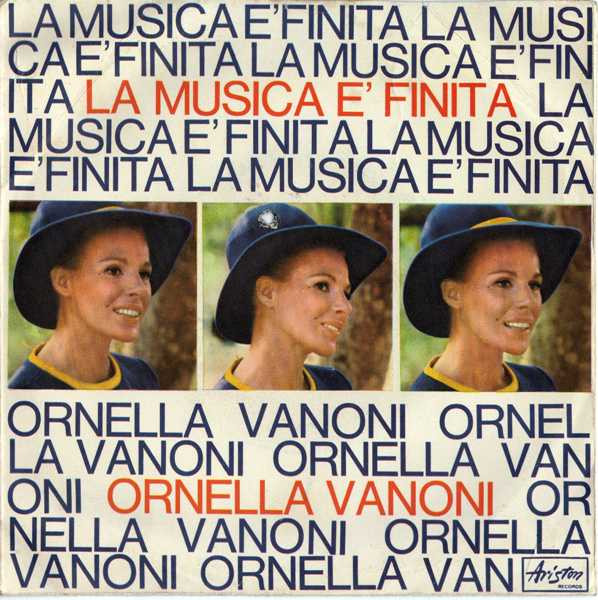 LA MUSICA E' FINITA LA MUSI
CA E' FINITA LA MUSICA E' FIN
ITA LA MUSICA E' FINITA LA
MUSICA E' FINITA LA MUSICA
E' FINITA LA MUSICA E' FINITA
ORNELLA VANONI ORNEL
LA VANONI ORNELLA VAN
ONI ORNELLA VANONI OR
NELLA VANONI ORNELLA
VANONI ORNELLA VAN
Ariston
RECORDS